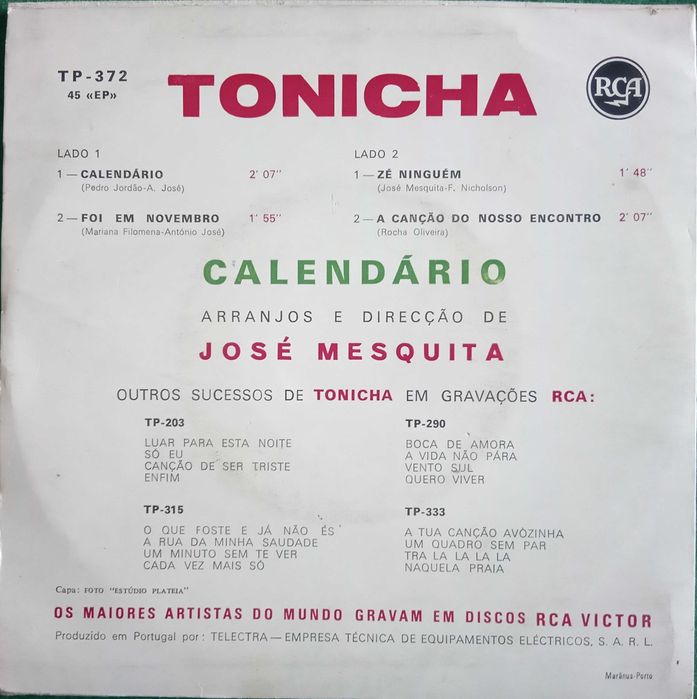 TP-372
45 «EP»
TONICHA
RCA
LADO 1
1 — CALENDÁRIO 2' 07''
(Pedro Jordão-A. José)
2 — FOI EM NOVEMBRO 1' 55''
(Mariana Filomena-António José)
LADO 2
1 — ZÉ NINGUÉM 1' 48''
(José Mesquita-F. Nicholson)
2 — A CANÇÃO DO NOSSO ENCONTRO 2' 07''
(Rocha Oliveira)
CALENDÁRIO
ARRANJOS E DIRECÇÃO DE
JOSÉ MESQUITA
OUTROS SUCESSOS DE TONICHA EM GRAVAÇÕES RCA:
TP-203
LUAR PARA ESTA NOITE
SÓ EU
CANÇÃO DE SER TRISTE
ENFIM
TP-290
BOCA DE AMORA
A VIDA NÃO PÁRA
VENTO SUL
QUERO VIVER
TP-315
O QUE FOSTE E JÁ NÃO ÉS
A RUA DA MINHA SAUDADE
UM MINUTO SEM TE VER
CADA VEZ MAIS SÓ
TP-333
A TUA CANÇÃO AVÒZINHA
UM QUADRO SEM PAR
TRA LA LA LA LA
NAQUELA PRAIA
Capa: FOTO "ESTÚDIO PLATEIA"
OS MAIORES ARTISTAS DO MUNDO GRAVAM EM DISCOS RCA VICTOR
Produzido em Portugal por: TELECTRA — EMPRESA TÉCNICA DE EQUIPAMENTOS ELÉCTRICOS, S. A. R. L.
Marânus-Porto